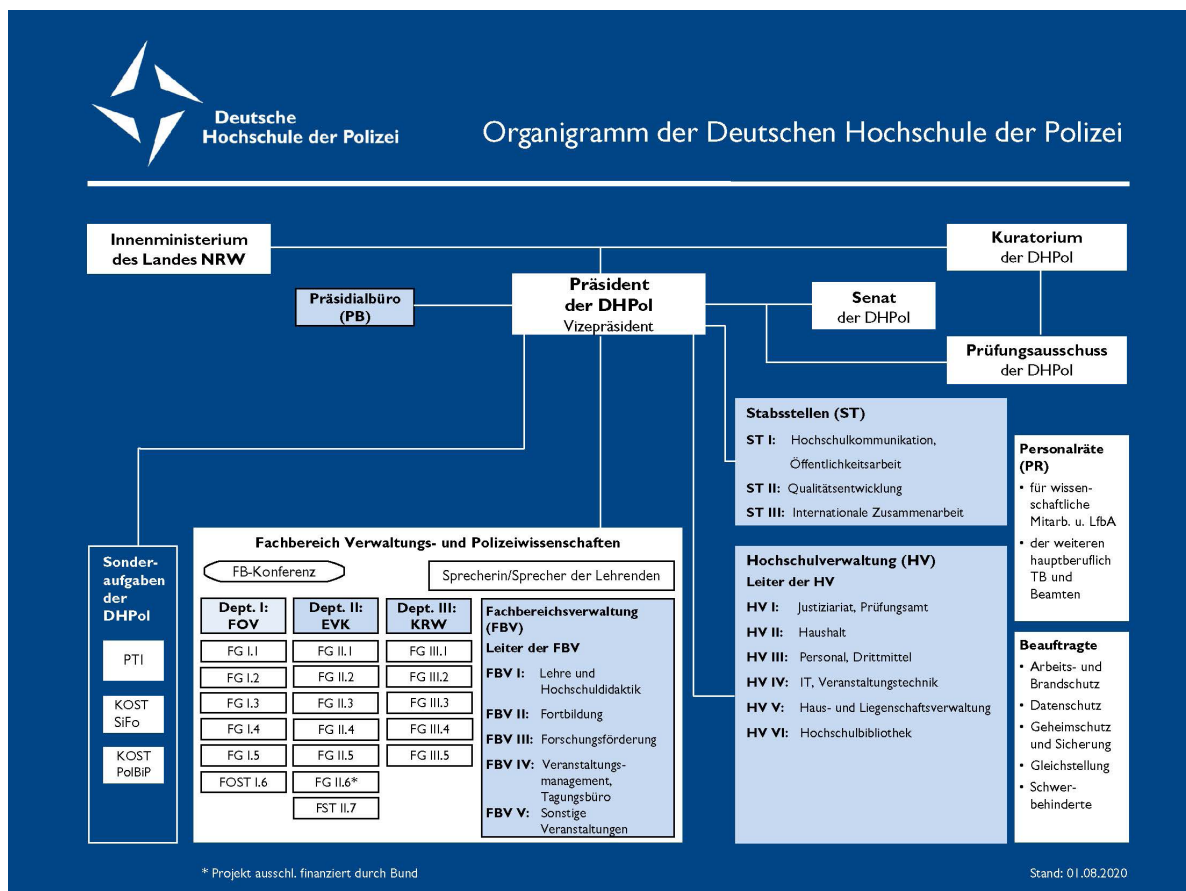 Deutsche
Hochschule der Polizei
Organigramm der Deutschen Hochschule der Polizei
Innenministerium
des Landes NRW
Kuratorium
der DHPol
Präsidialbüro
(PB)
Präsident
der DHPol
Vizepräsident
Senat
der DHPol
Prüfungsausschuss
der DHPol
Stabsstellen (ST)
ST I: Hochschulkommunikation,
Öffentlichkeitsarbeit
ST II: Qualitätsentwicklung
ST III: Internationale Zusammenarbeit
Personalräte
(PR)
• für wissen-
schaftliche
Mitarb. u. LfbA
• der weiteren
hauptberuflich
TB und
Beamten
Sonder-
aufgaben
der
DHPol
PTI
KOST
SiFo
KOST
PolBiP
Fachbereich Verwaltungs- und Polizeiwissenschaften
FB-Konferenz
Sprecherin/Sprecher der Lehrenden
Dept. I:
FOV
FG I.1
FG I.2
FG I.3
FG I.4
FG I.5
FOST I.6
Dept. II:
EVK
FG II.1
FG II.2
FG II.3
FG II.4
FG II.5
FG II.6*
FST II.7
Dept. III:
KRW
FG III.1
FG III.2
FG III.3
FG III.4
FG III.5
Fachbereichsverwaltung
(FBV)
Leiter der FBV
FBV I: Lehre und
Hochschuldidaktik
FBV II: Fortbildung
FBV III: Forschungsförderung
FBV IV: Veranstaltungs-
management,
Tagungsbüro
FBV V: Sonstige
Veranstaltungen
Hochschulverwaltung (HV)
Leiter der HV
HV I: Justiziariat, Prüfungsamt
HV II: Haushalt
HV III: Personal, Drittmittel
HV IV: IT, Veranstaltungstechnik
HV V: Haus- und Liegenschaftsverwaltung
HV VI: Hochschulbibliothek
Beauftragte
• Arbeits- und
Brandschutz
• Datenschutz
• Geheimschutz
und Sicherung
• Gleichstellung
• Schwer-
behinderte
* Projekt ausschl. finanziert durch Bund
Stand: 01.08.2020